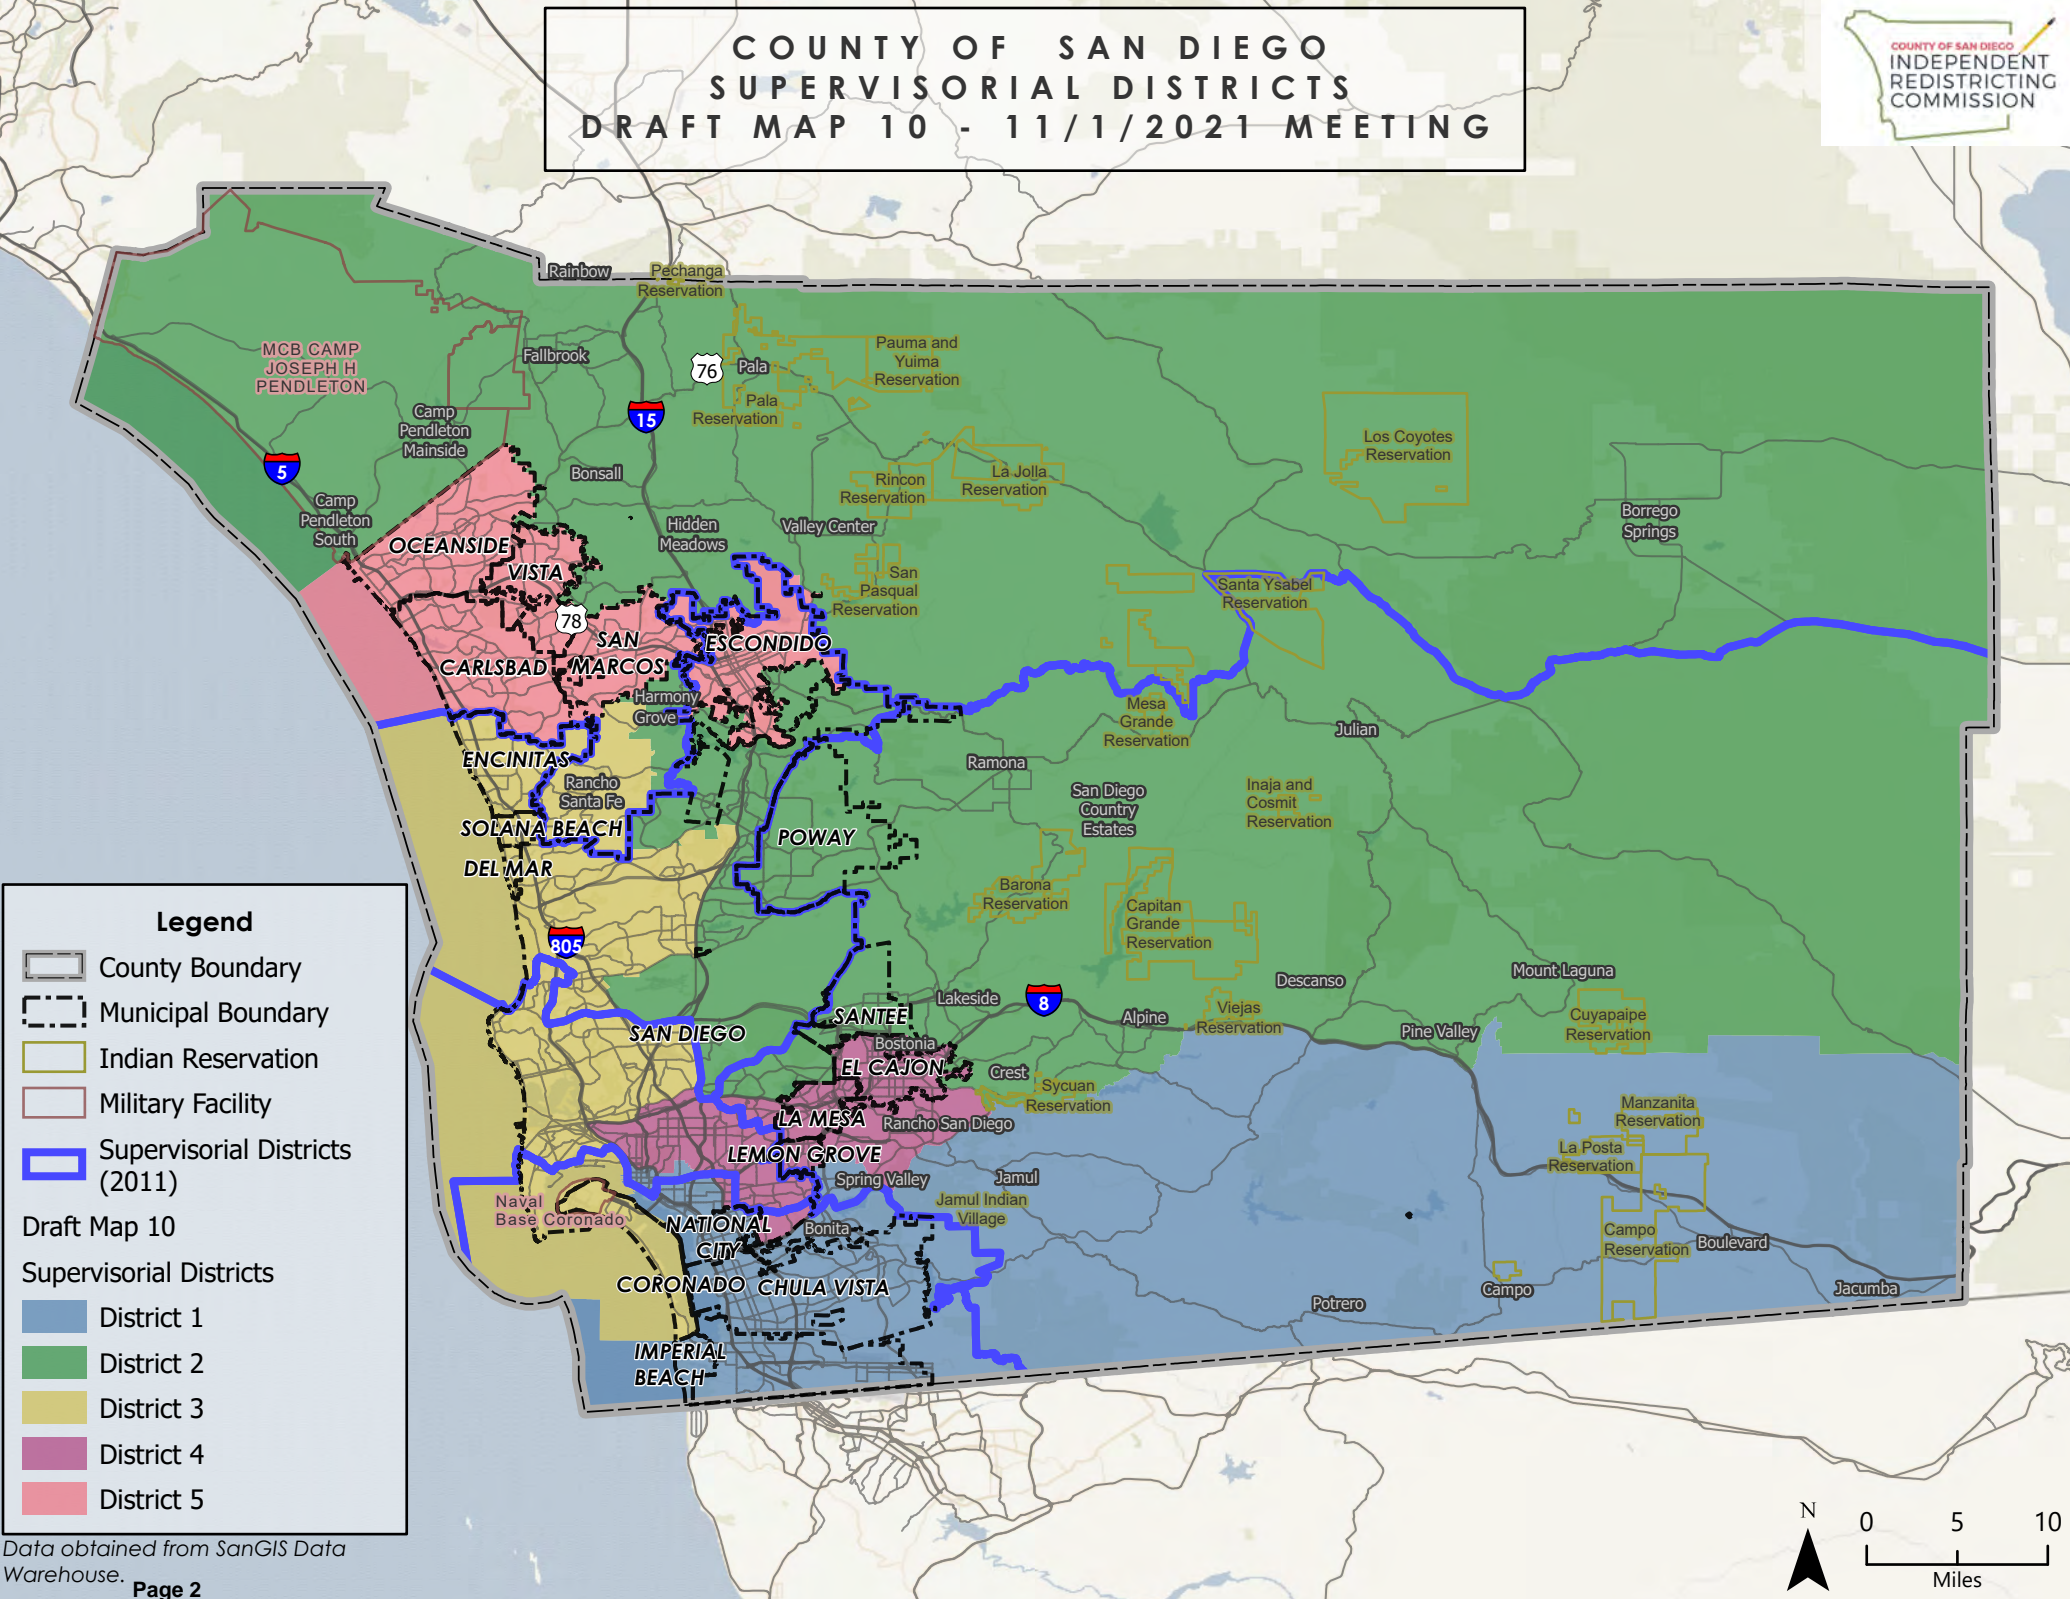 COUNTY OF SAN DIEGO
SUPERVISORIAL DISTRICTS
DRAFT MAP 10 - 11/1/2021 MEETING
COUNTY OF SAN DIEGO
INDEPENDENT
REDISTRICTING
COMMISSION
Rainbow
Pechanga
Reservation
MCB CAMP
JOSEPH H
PENDLETON
Fallbrook
76
Pala
Pauma and
Yuima
Reservation
Pala
Reservation
15
Camp
Pendleton
Mainside
5
Bonsall
Camp
Pendleton
South
Rincon
Reservation
La Jolla
Reservation
Los Coyotes
Reservation
Borrego
Springs
Hidden
Meadows
Valley Center
OCEANSIDE
VISTA
78
San
Pasqual
Reservation
Santa Ysabel
Reservation
SAN
MARCOS
ESCONDIDO
CARLSBAD
Harmony
Grove
Mesa
Grande
Reservation
Julian
ENCINITAS
Rancho
Santa Fe
Ramona
San Diego
Country
Estates
Inaja and
Cosmit
Reservation
SOLANA BEACH
POWAY
DEL MAR
Barona
Reservation
Capitan
Grande
Reservation
805
Descanso
Mount Laguna
Lakeside
8
Alpine
Viejas
Reservation
Cuyapaipe
Reservation
Pine Valley
SAN DIEGO
SANTEE
Bostonia
EL CAJON
Crest
Sycuan
Reservation
LA MESA
Rancho San Diego
Manzanita
Reservation
La Posta
Reservation
LEMON GROVE
Spring Valley
Jamul
Jamul Indian
Village
Naval
Base Coronado
NATIONAL
CITY
Bonita
Campo
Reservation
Boulevard
CORONADO
CHULA VISTA
Potrero
Campo
Jacumba
IMPERIAL
BEACH
Legend
County Boundary
Municipal Boundary
Indian Reservation
Military Facility
Supervisorial Districts
(2011)
Draft Map 10
Supervisorial Districts
District 1
District 2
District 3
District 4
District 5
Data obtained from SanGIS Data
Warehouse.
Page 2
N
0 5 10
Miles